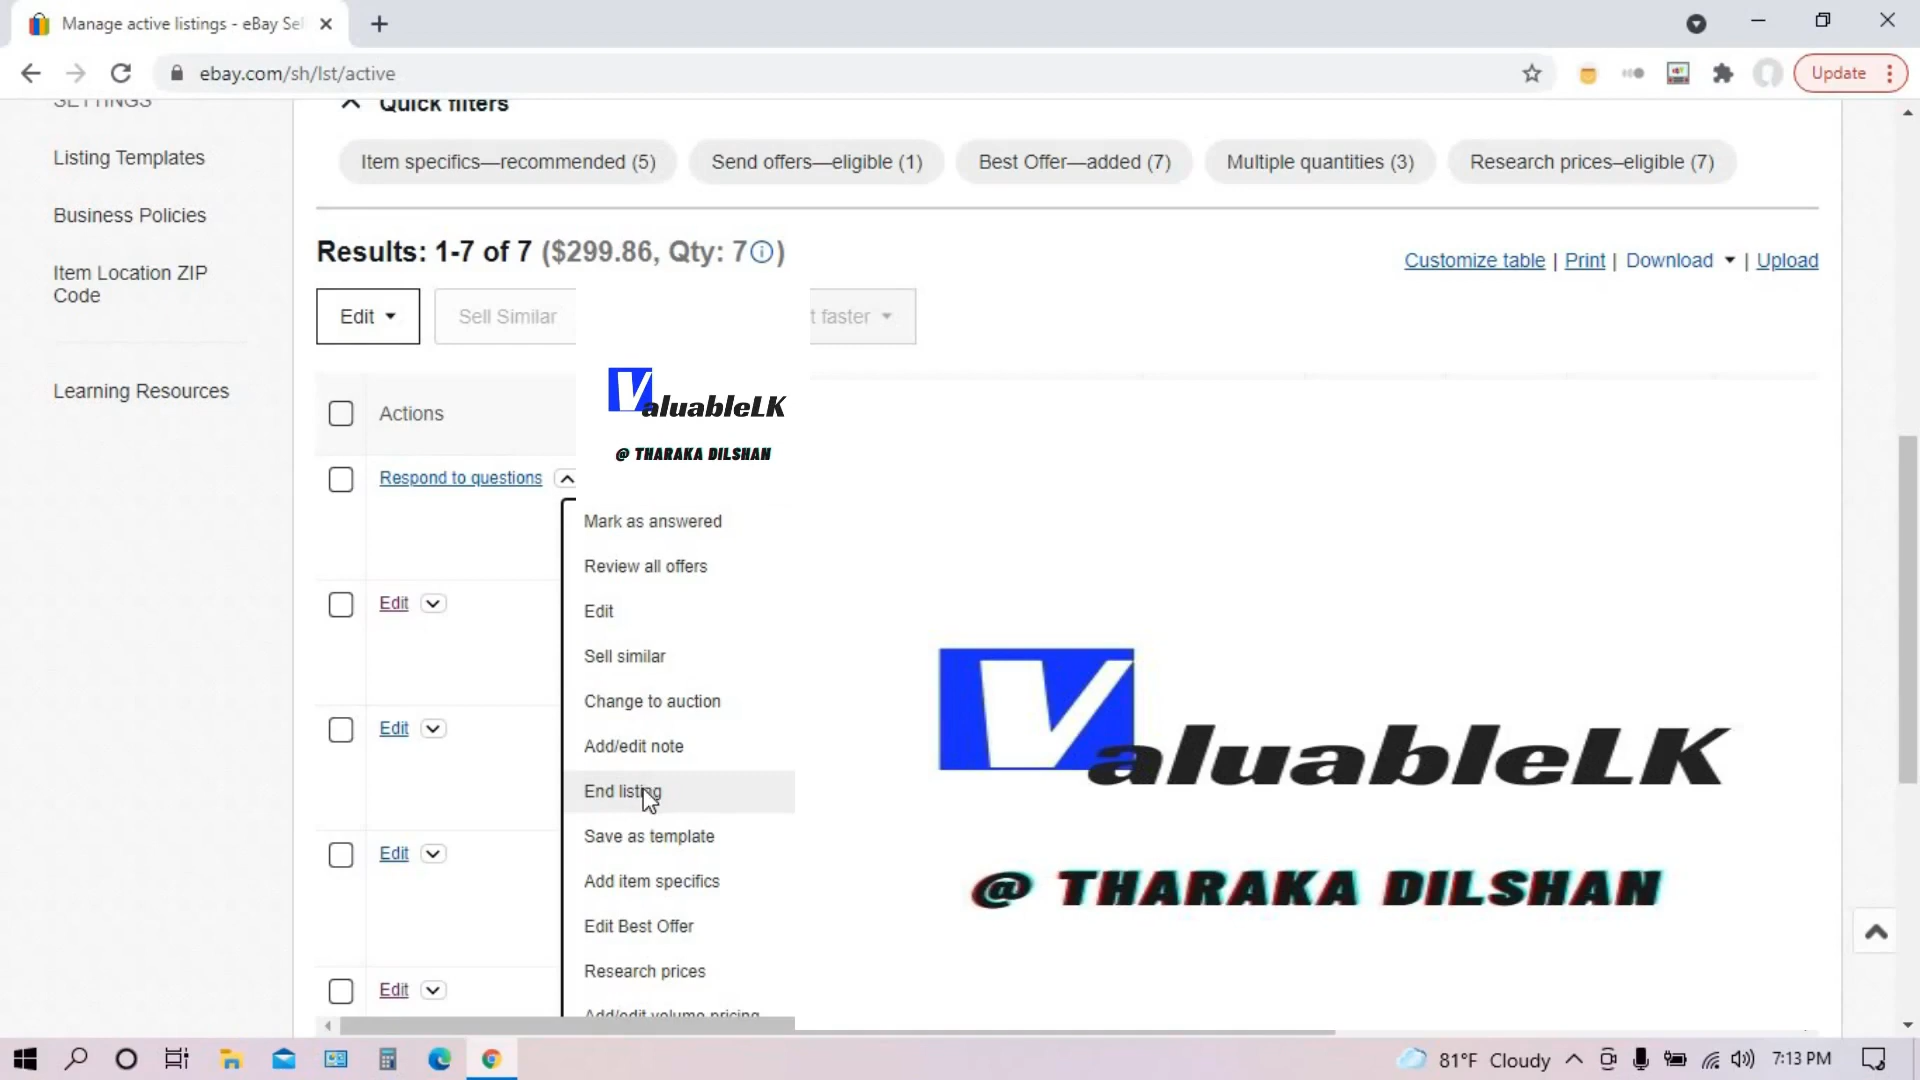 Manage active listings - eBay Sel
ebay.com/sh/lst/active
Update
SETTINGS
Listing Templates
Business Policies
Item Location ZIP
Code
Learning Resources
Quick filters
Item specifics—recommended (5)
Send offers—eligible (1)
Best Offer—added (7)
Multiple quantities (3)
Research prices–eligible (7)
Results: 1-7 of 7 ($299.86, Qty: 7)
Customize table | Print | Download | Upload
Edit
Sell Similar
t faster
ValuableLK
@ THARAKA DILSHAN
Actions
Respond to questions
Mark as answered
Review all offers
Edit
Sell similar
Change to auction
Add/edit note
End listing
Save as template
Add item specifics
Edit Best Offer
Research prices
Add/edit volume pricing
Edit
Edit
Edit
Edit
ValuableLK
@ THARAKA DILSHAN
81°F Cloudy
7:13 PM